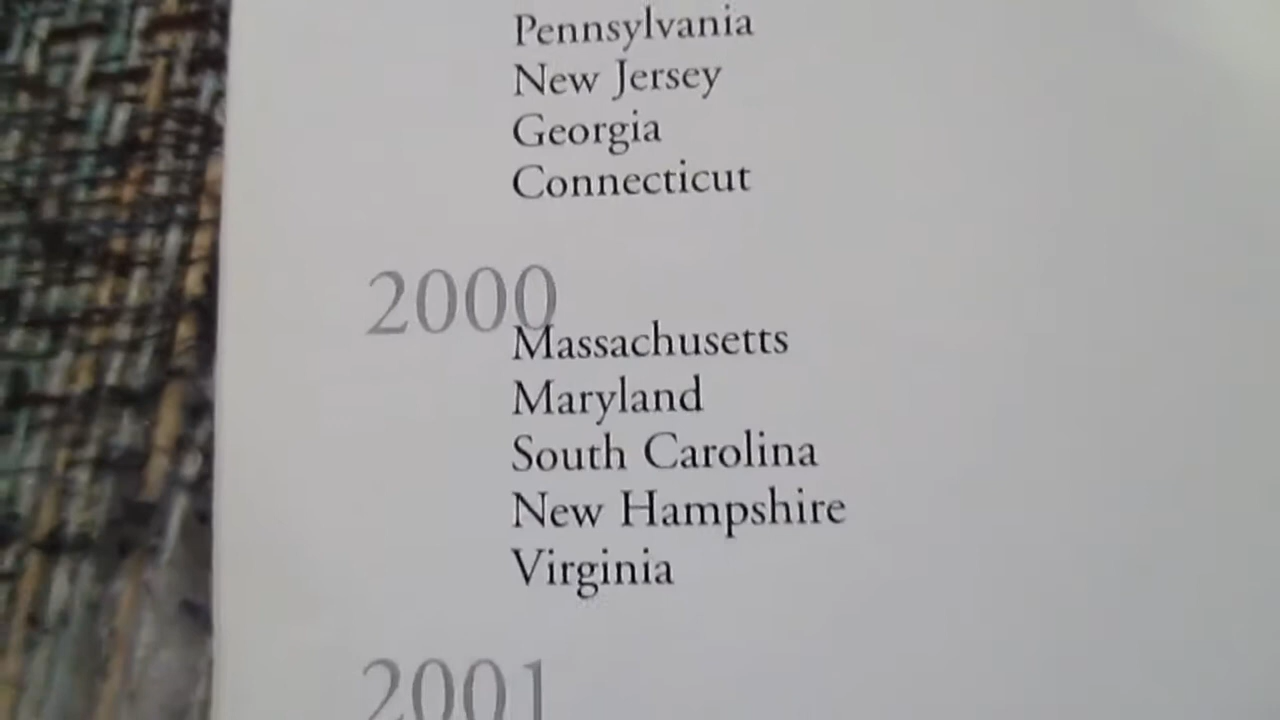 Pennsylvania
New Jersey
Georgia
Connecticut
2000
Massachusetts
Maryland
South Carolina
New Hampshire
Virginia
2001